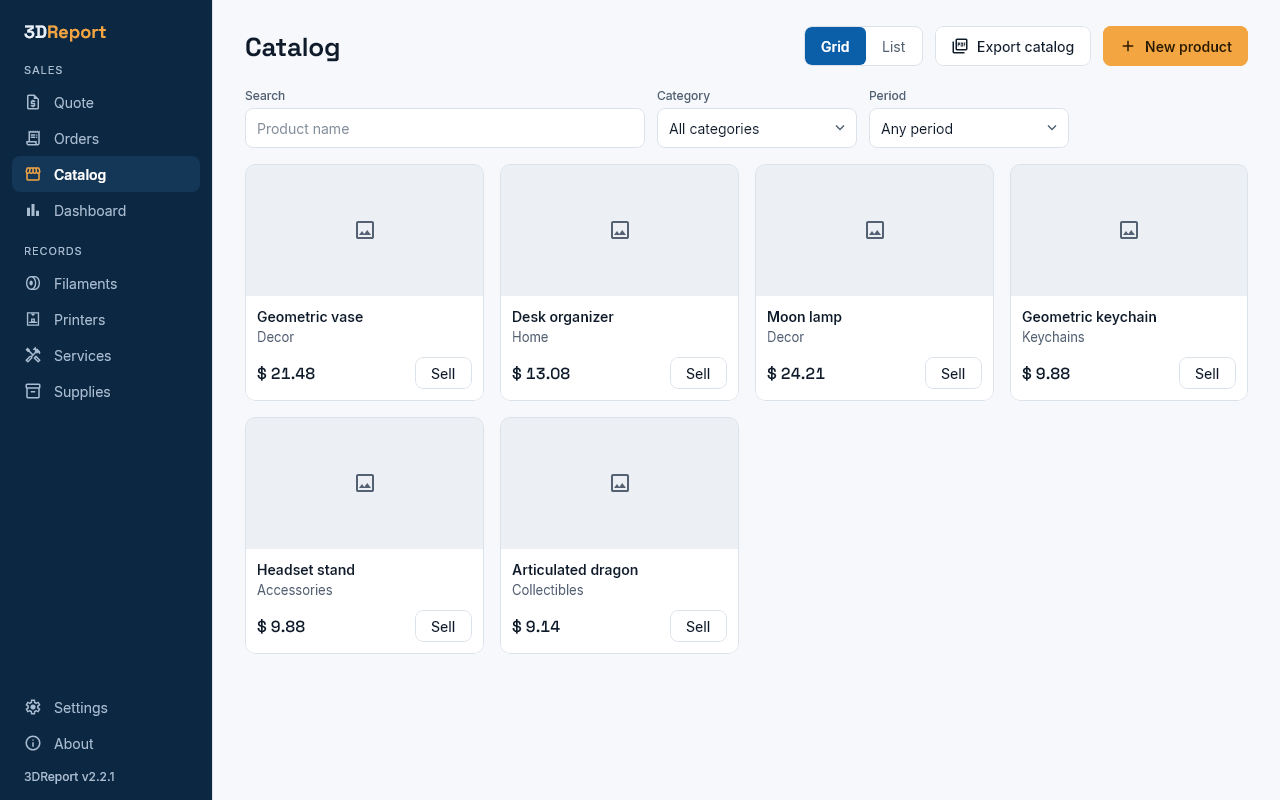 3DReport
SALES
Quote
Orders
Catalog
Dashboard
RECORDS
Filaments
Printers
Services
Supplies
Settings
About
3DReport v2.2.1
Catalog
Grid
List
Export catalog
New product
Search
Category
Period
Product name
All categories
Any period
Geometric vase
Decor
$ 21.48
Sell
Desk organizer
Home
$ 13.08
Sell
Moon lamp
Decor
$ 24.21
Sell
Geometric keychain
Keychains
$ 9.88
Sell
Headset stand
Accessories
$ 9.88
Sell
Articulated dragon
Collectibles
$ 9.14
Sell